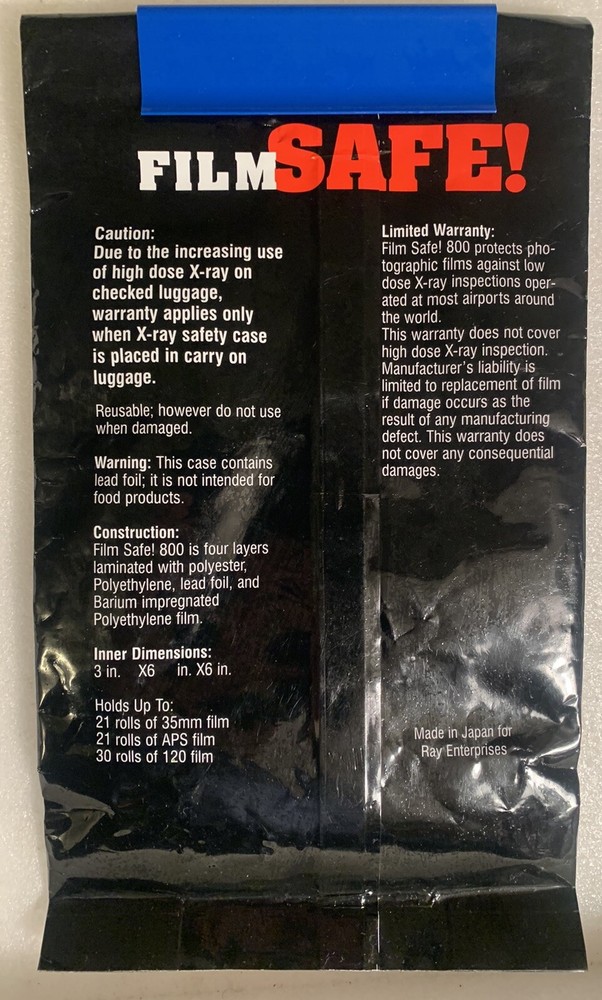 FILMSAFE!
Caution:
Due to the increasing use
of high dose X-ray on
checked luggage,
warranty applies only
when X-ray safety case
is placed in carry on
luggage.
Reusable; however do not use
when damaged.
Warning: This case contains
lead foil; it is not intended for
food products.
Construction:
Film Safe! 800 is four layers
laminated with polyester,
Polyethylene, lead foil, and
Barium impregnated
Polyethylene film.
Inner Dimensions:
3 in. X6 in. X6 in.
Holds Up To:
21 rolls of 35mm film
21 rolls of APS film
30 rolls of 120 film
Limited Warranty:
Film Safe! 800 protects pho-
tographic films against low
dose X-ray inspections oper-
ated at most airports around
the world.
This warranty does not cover
high dose X-ray inspection.
Manufacturer's liability is
limited to replacement of film
if damage occurs as the
result of any manufacturing
defect. This warranty does
not cover any consequential
damages.
Made in Japan for
Ray Enterprises